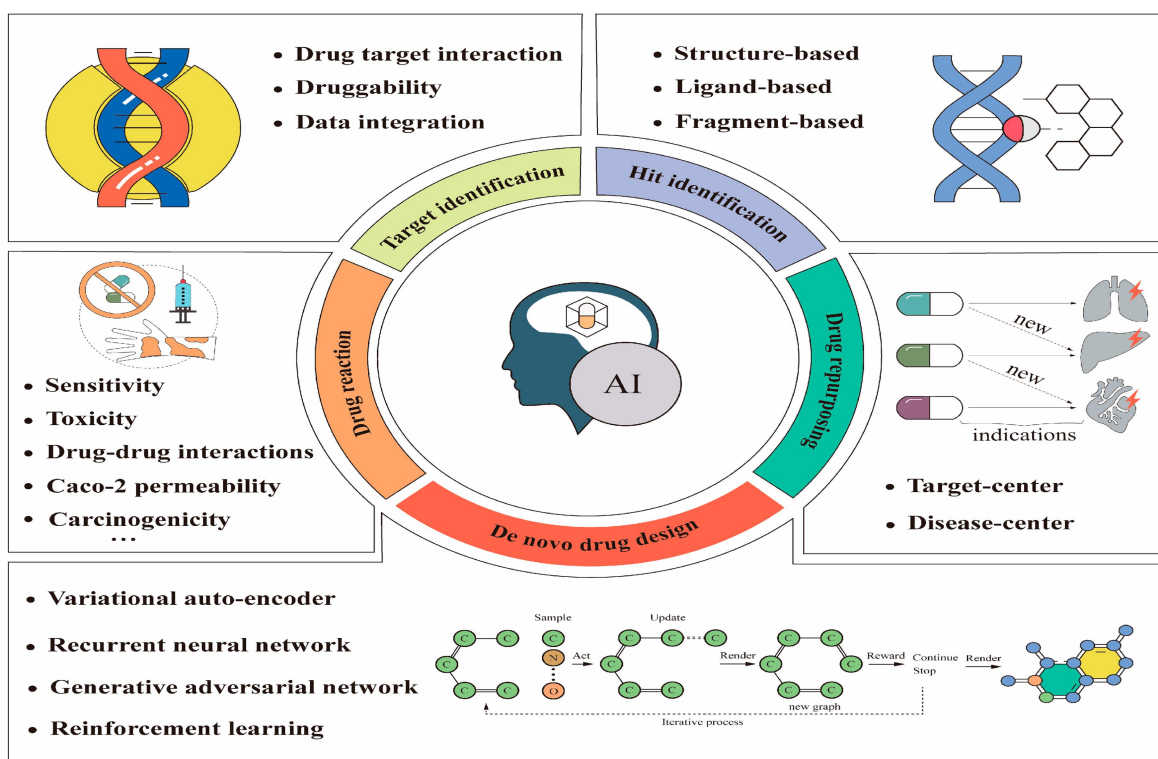 Drug target interaction
Druggability
Data integration
Structure-based
Ligand-based
Fragment-based
Target identification
Hit identification
Drug reaction
Drug repurposing
De novo drug design
AI
Sensitivity
Toxicity
Drug-drug interactions
Caco-2 permeability
Carcinogenicity
...
new
new
indications
Target-center
Disease-center
Variational auto-encoder
Recurrent neural network
Generative adversarial network
Reinforcement learning
Sample
Update
C C C C C
C N O
Act
C C C C C C
Render
C C C C C C
new graph
Reward
Continue
Stop
Render
Iterative process